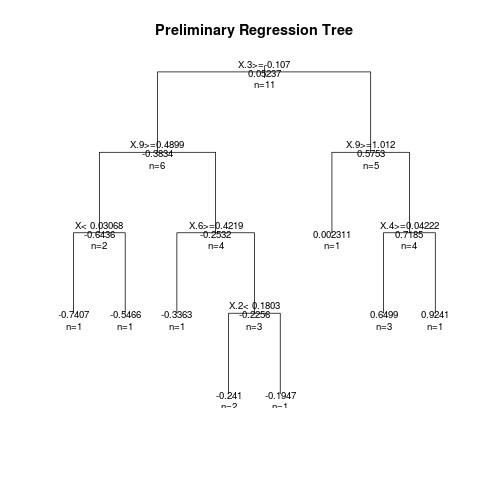 Preliminary Regression Tree
X.3>=-0.107
0.05237
n=11
X.9>=0.4899
-0.3834
n=6
X.9>=1.012
0.5753
n=5
X< 0.03068
-0.6436
n=2
X.6>=0.4219
-0.2532
n=4
0.002311
n=1
X.4>=0.04222
0.7185
n=4
-0.7407
n=1
-0.5466
n=1
-0.3363
n=1
X.2< 0.1803
-0.2256
n=3
0.6499
n=3
0.9241
n=1
-0.241
n=2
-0.1947
n=1